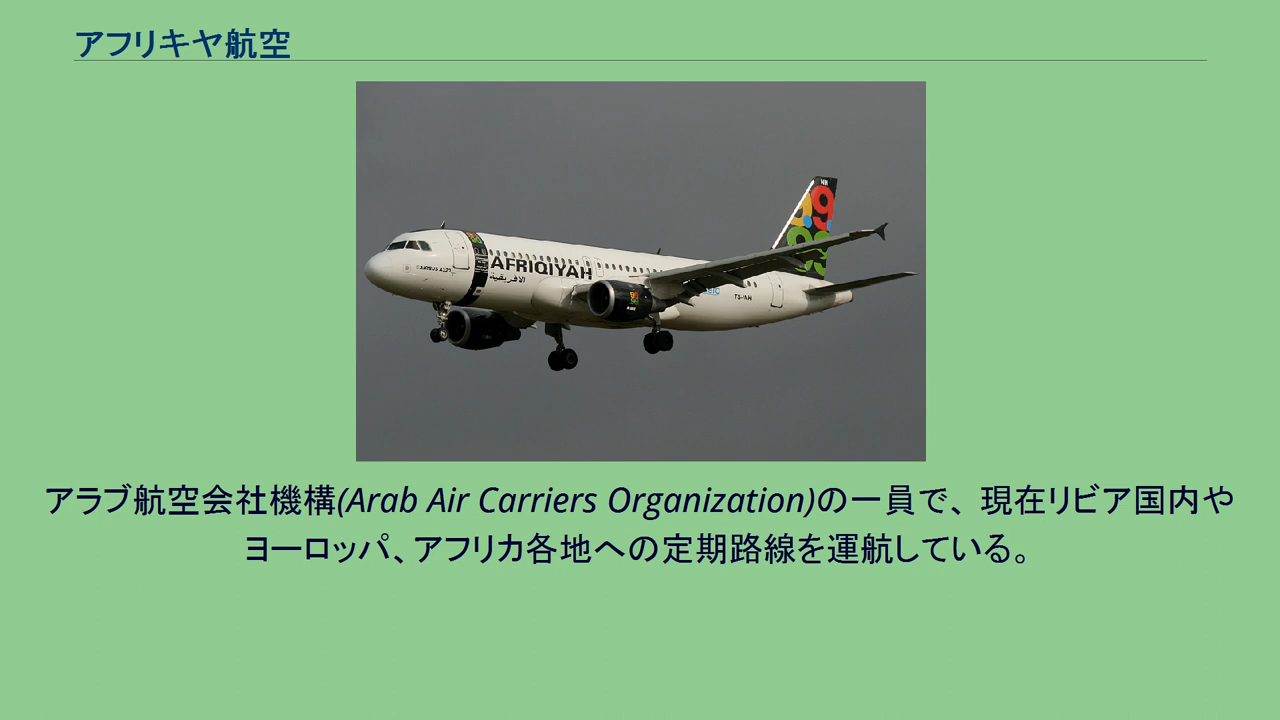 アフリキヤ航空
AFRIQIYAH
الافريقية
アラブ航空会社機構(Arab Air Carriers Organization)の一員で、現在リビア国内や
ヨーロッパ、アフリカ各地への定期路線を運航している。